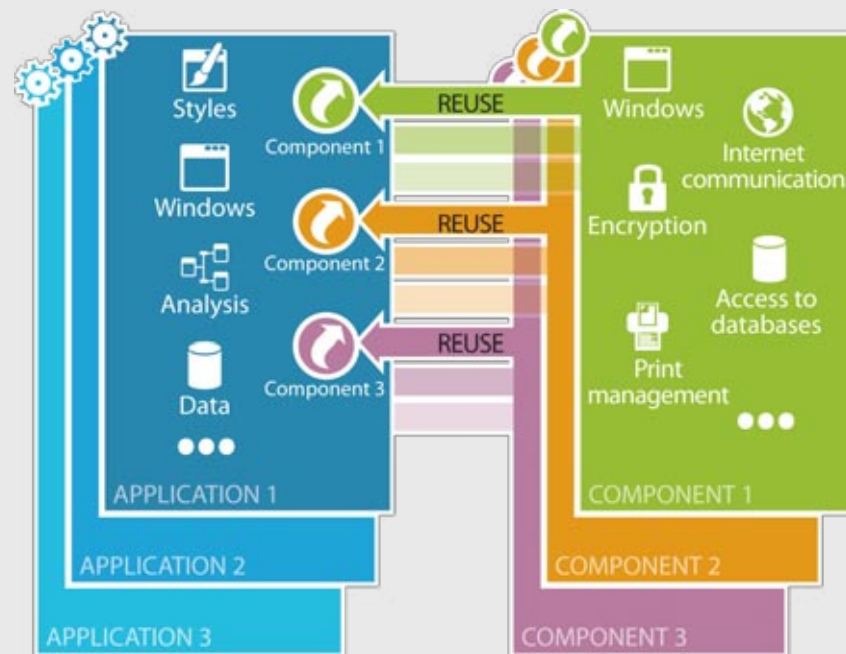 Styles
Component 1
Windows
Component 2
Analysis
Component 3
Data
APPLICATION 1
APPLICATION 2
APPLICATION 3
REUSE
REUSE
REUSE
Windows
Internet
communication
Encryption
Access to
databases
Print
management
COMPONENT 1
COMPONENT 2
COMPONENT 3